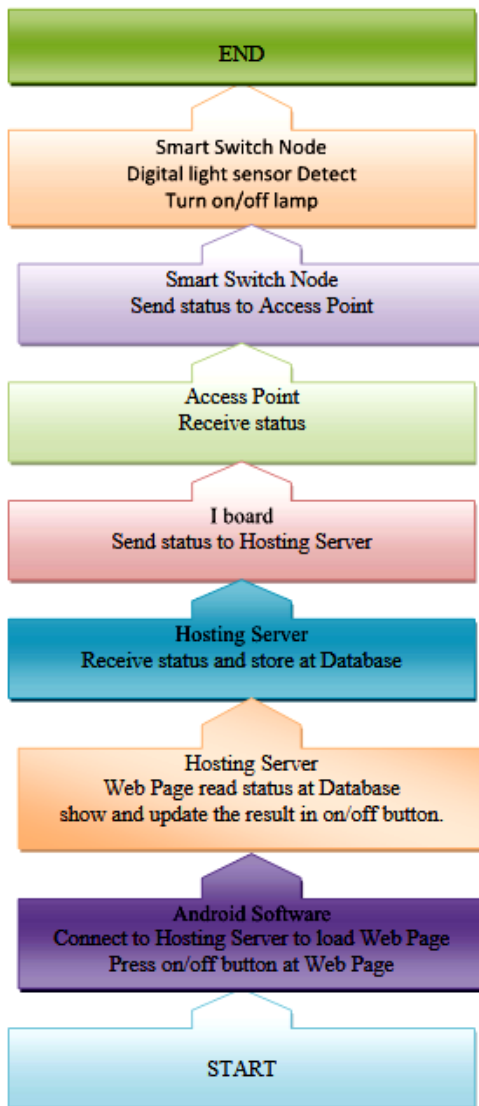 END
Smart Switch Node
Digital light sensor Detect
Turn on/off lamp
Smart Switch Node
Send status to Access Point
Access Point
Receive status
I board
Send status to Hosting Server
Hosting Server
Receive status and store at Database
Hosting Server
Web Page read status at Database
show and update the result in on/off button.
Android Software
Connect to Hosting Server to load Web Page
Press on/off button at Web Page
START